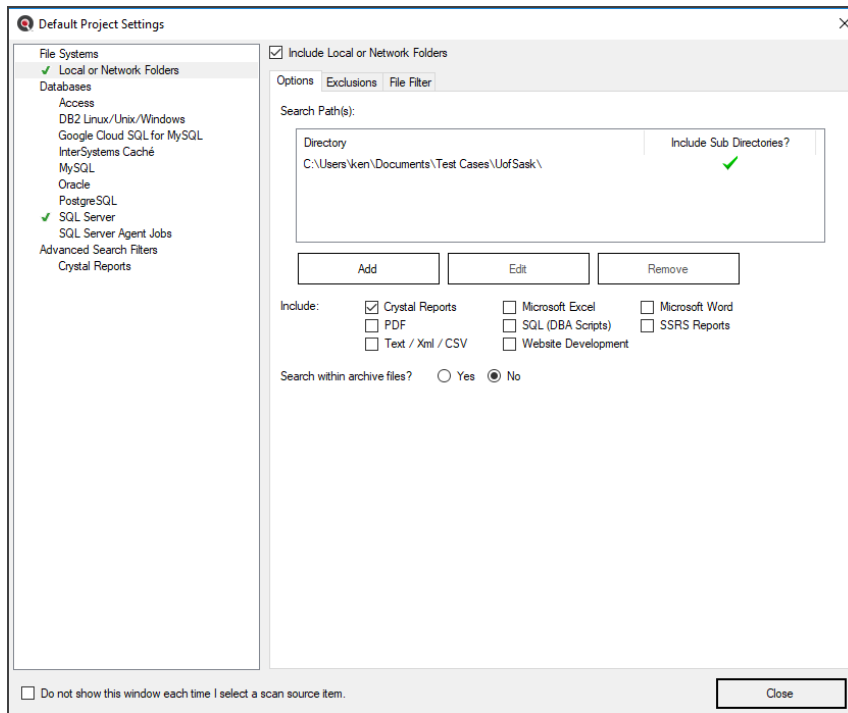 Default Project Settings
File Systems
Local or Network Folders
Databases
Access
DB2 Linux/Unix/Windows
Google Cloud SQL for MySQL
InterSystems Caché
MySQL
Oracle
PostgreSQL
SQL Server
SQL Server Agent Jobs
Advanced Search Filters
Crystal Reports
Include Local or Network Folders
Options Exclusions File Filter
Search Path(s):
Directory Include Sub Directories?
C:\Users\ken\Documents\Test Cases\UofSask\
Add Edit Remove
Include: Crystal Reports Microsoft Excel Microsoft Word
PDF SQL (DBA Scripts) SSRS Reports
Text / Xml / CSV Website Development
Search within archive files? Yes No
Do not show this window each time I select a scan source item.
Close